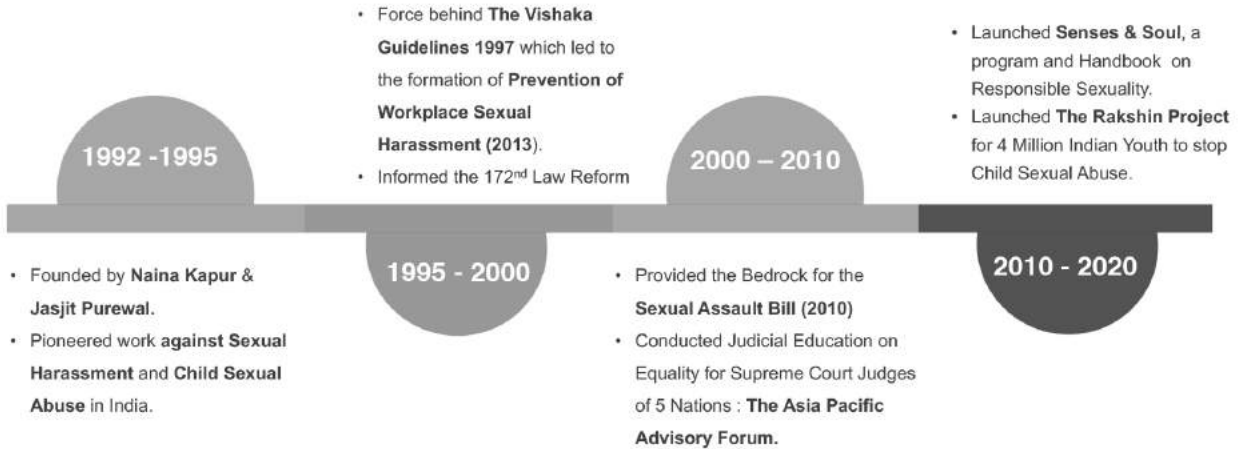 1992 -1995
• Founded by Naina Kapur &
Jasjit Purewal.
• Pioneered work against Sexual
Harassment and Child Sexual
Abuse in India.
• Force behind The Vishaka
Guidelines 1997 which led to
the formation of Prevention of
Workplace Sexual
Harassment (2013).
• Informed the 172nd Law Reform
1995 - 2000
2000 – 2010
• Provided the Bedrock for the
Sexual Assault Bill (2010)
• Conducted Judicial Education on
Equality for Supreme Court Judges
of 5 Nations : The Asia Pacific
Advisory Forum.
• Launched Senses & Soul, a
program and Handbook on
Responsible Sexuality.
• Launched The Rakshin Project
for 4 Million Indian Youth to stop
Child Sexual Abuse.
2010 - 2020